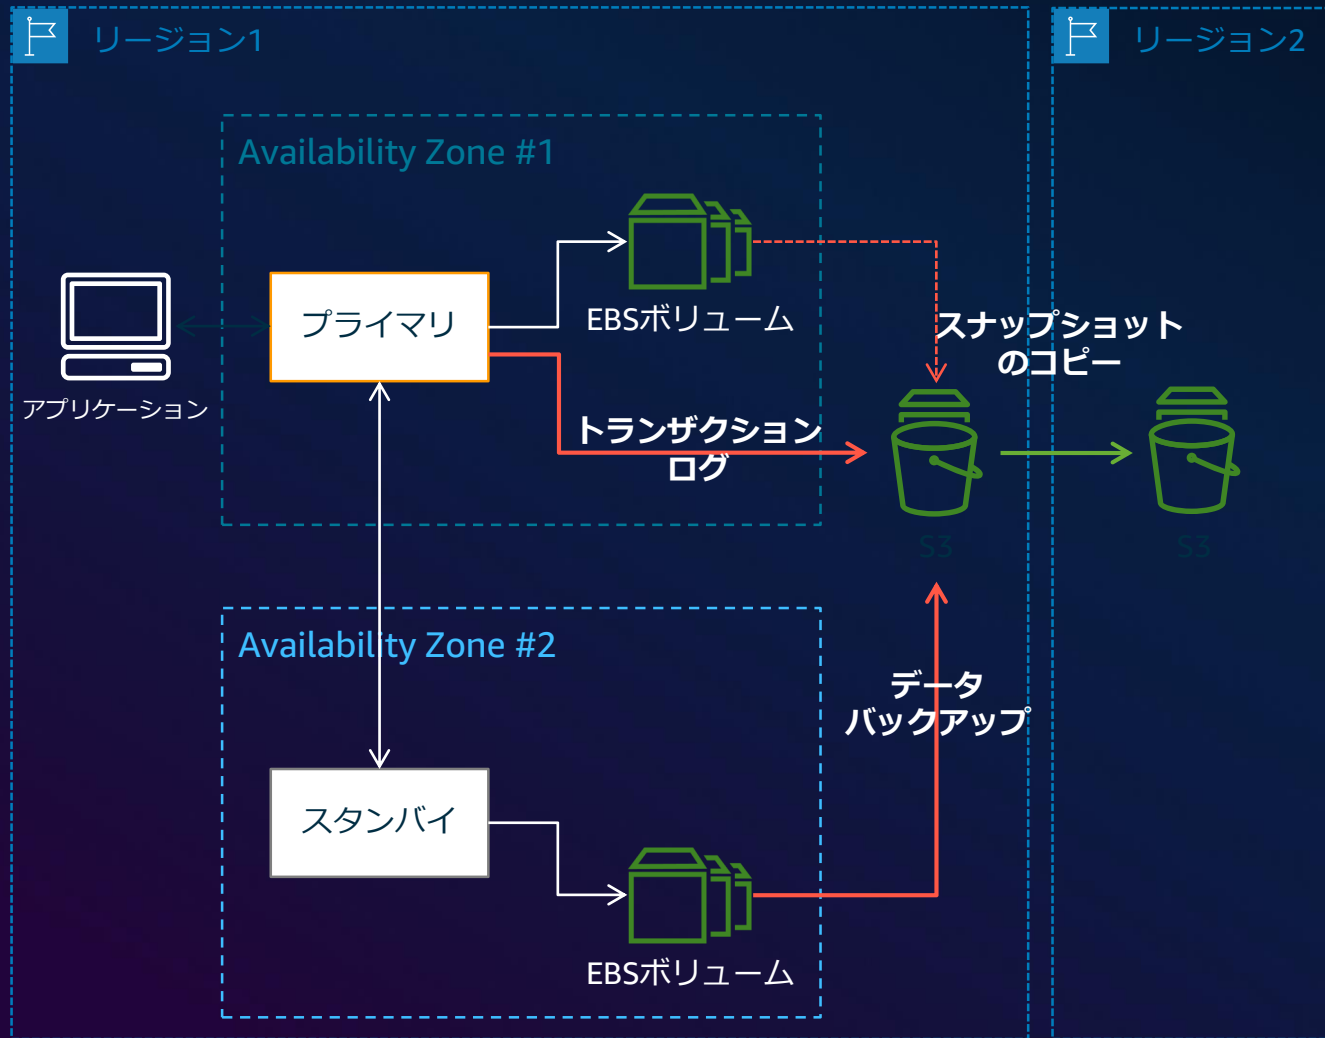 リージョン1
リージョン2
Availability Zone #1
プライマリ
EBSボリューム
スナップショット
のコピー
アプリケーション
トランザクション
ログ
S3
S3
Availability Zone #2
データ
バックアップ
スタンバイ
EBSボリューム